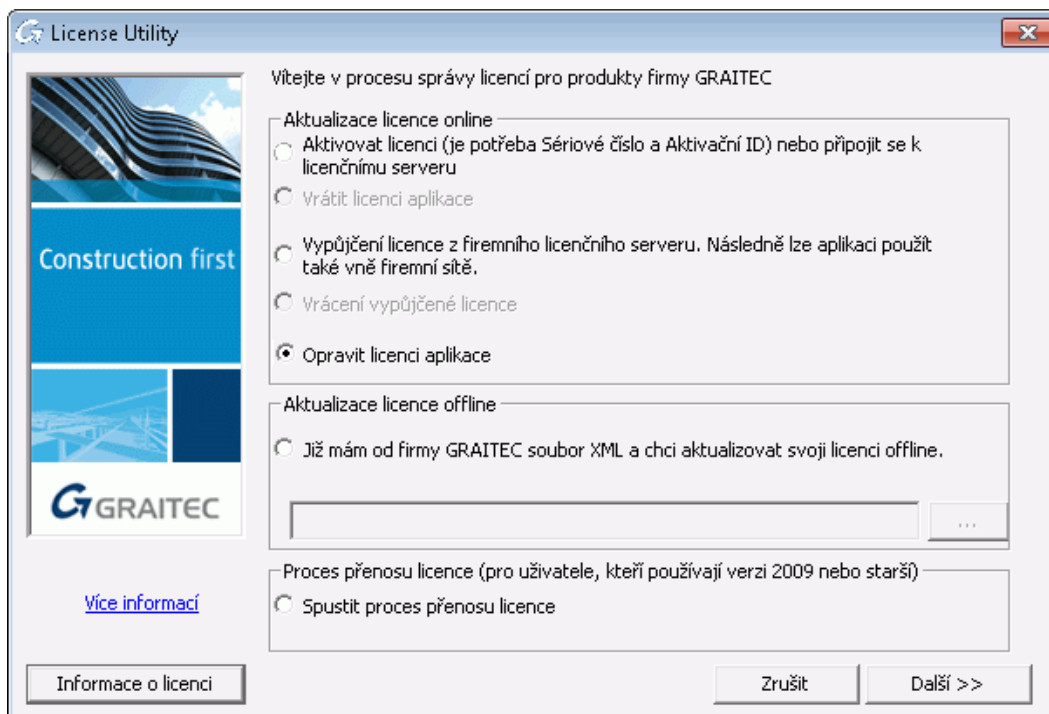 License Utility
Vítejte v procesu správy licencí pro produkty firmy GRAITEC
Aktualizace licence online
Aktivovat licenci (je potřeba Sériové číslo a Aktivační ID) nebo připojit se k
licenčnímu serveru
Vrátit licenci aplikace
Vypůjčení licence z firemního licenčního serveru. Následně lze aplikaci použít
také vně firemní sítě.
Vrácení vypůjčené licence
Opravit licenci aplikace
Construction first
GRAITEC
Aktualizace licence offline
Již mám od firmy GRAITEC soubor XML a chci aktualizovat svoji licenci offline.
...
Proces přenosu licence (pro uživatele, kteří používají verzi 2009 nebo starší)
Spustit proces přenosu licence
Více informací
Informace o licenci
Zrušit
Další >>